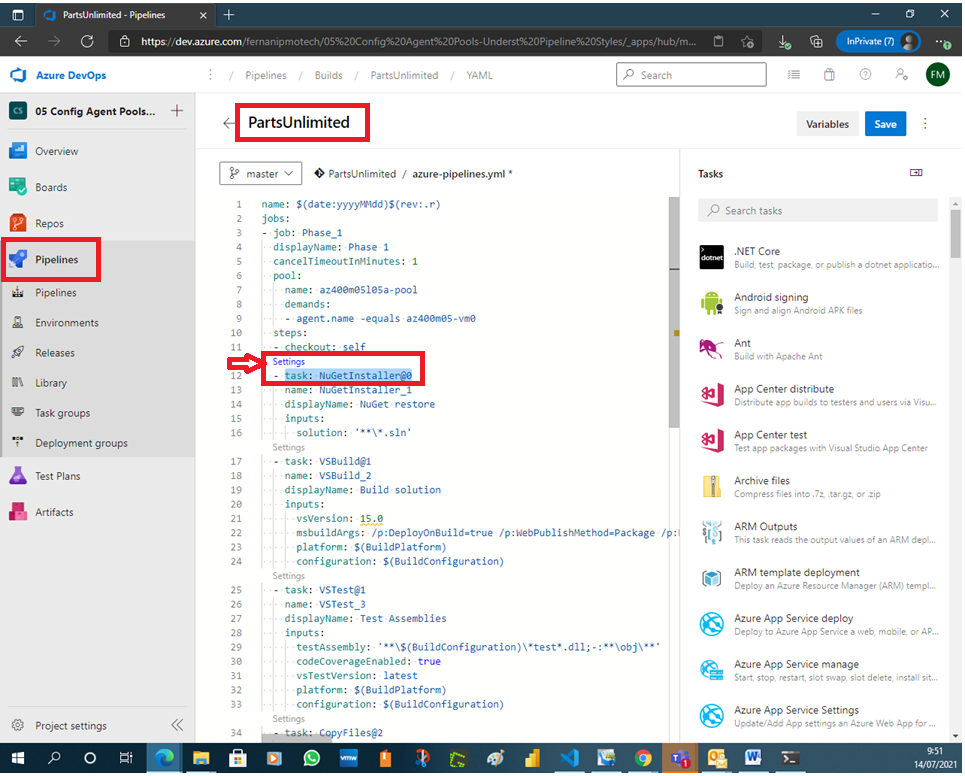 PartsUnlimited - Pipelines
https://dev.azure.com/fernanipmotech/05%20Config%20Agent%20Pools-Underst%20Pipeline%20Styles/_apps/hub/m...
InPrivate (7)
Azure DevOps
/ Pipelines / Builds / PartsUnlimited / YAML
Search
FM
CS
05 Config Agent Pools...
Overview
Boards
Repos
Pipelines
Pipelines
Environments
Releases
Library
Task groups
Deployment groups
Test Plans
Artifacts
Project settings
PartsUnlimited
Variables
Save
master
PartsUnlimited / azure-pipelines.yml *
1 name: $(date:yyyyMMdd)$(rev:.r)
2 jobs:
3 - job: Phase_1
4 displayName: Phase 1
5 cancelTimeoutInMinutes: 1
6 pool:
7 name: az400m05l05a-pool
8 demands:
9 - agent.name -equals az400m05-vm0
10 steps:
11 - checkout: self
Settings
12 - task: NuGetInstaller@0
13 name: NuGetInstaller_1
14 displayName: NuGet restore
15 inputs:
16 solution: '**\*.sln'
Settings
17 - task: VSBuild@1
18 name: VSBuild_2
19 displayName: Build solution
20 inputs:
21 vsVersion: 15.0
22 msbuildArgs: /p:DeployOnBuild=true /p:WebPublishMethod=Package /p:
23 platform: $(BuildPlatform)
24 configuration: $(BuildConfiguration)
Settings
25 - task: VSTest@1
26 name: VSTest_3
27 displayName: Test Assemblies
28 inputs:
29 testAssembly: '**\$(BuildConfiguration)\*test*.dll;-:**\obj\**'
30 codeCoverageEnabled: true
31 vsTestVersion: latest
32 platform: $(BuildPlatform)
33 configuration: $(BuildConfiguration)
Settings
34 - task: CopyFiles@2
Tasks
Search tasks
dotnet
.NET Core
Build, test, package, or publish a dotnet applicatio...
Android signing
Sign and align Android APK files
Ant
Build with Apache Ant
App Center distribute
Distribute app builds to testers and users via Visu...
App Center test
Test app packages with Visual Studio App Center
Archive files
Compress files into .7z, .tar.gz, or .zip
ARM Outputs
This task reads the output values of an ARM depl...
ARM template deployment
Deploy an Azure Resource Manager (ARM) templ...
Azure App Service deploy
Deploy to Azure App Service a web, mobile, or AP...
Azure App Service manage
Start, stop, restart, slot swap, slot delete, install sit...
Azure App Service Settings
Update/Add App settings an Azure Web App for ...
vmw
9:51
14/07/2021